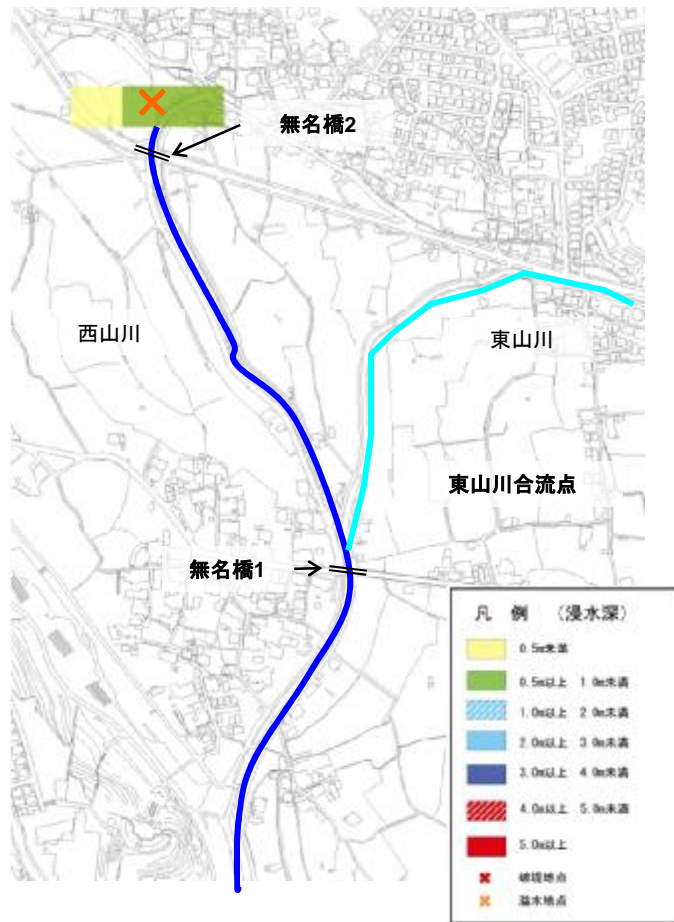 無名橋2
西山川
東山川
東山川合流点
無名橋1
凡 例 (浸水深)
0.5m未満
0.5m以上 1.0m未満
1.0m以上 2.0m未満
2.0m以上 3.0m未満
3.0m以上 4.0m未満
4.0m以上 5.0m未満
5.0m以上
破堤地点
溢水地点